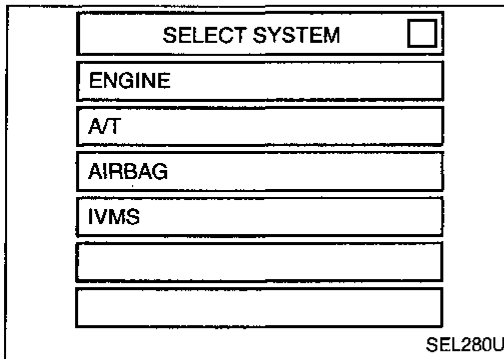 SELECT SYSTEM
ENGINE
A/T
AIRBAG
IVMS
SEL280U